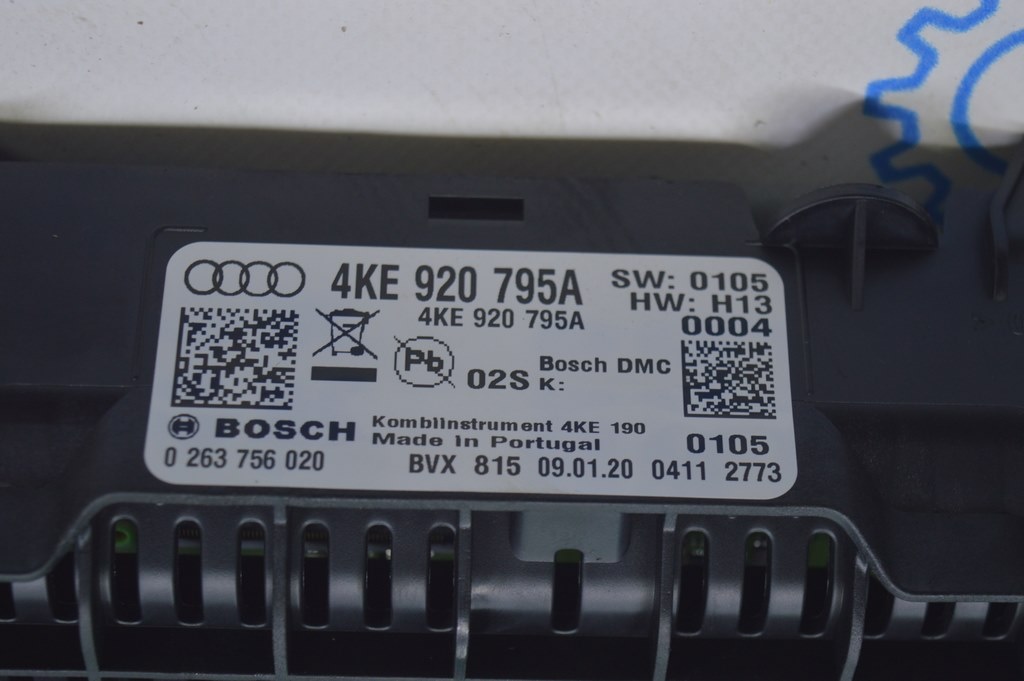 4KE 920 795A
SW: 0105
HW: H13
4KE 920 795A
0004
Pb
02S
Bosch DMC
K:
BOSCH
Kombiinstrument 4KE 190
Made in Portugal
0105
0 263 756 020
BVX 815 09.01.20 0411 2773